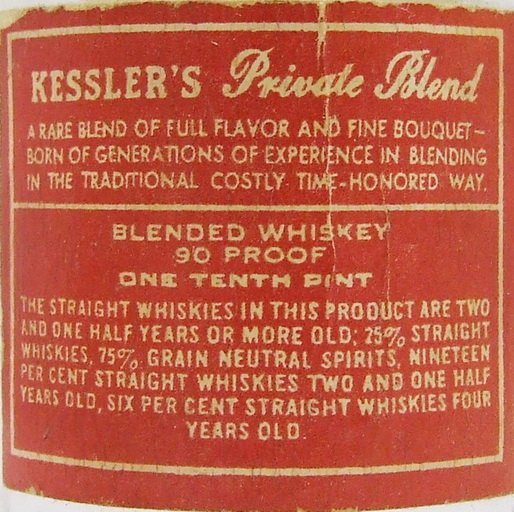 KESSLER'S Private Blend
A RARE BLEND OF FULL FLAVOR AND FINE BOUQUET—
BORN OF GENERATIONS OF EXPERIENCE IN BLENDING
IN THE TRADITIONAL COSTLY TIME-HONORED WAY.
BLENDED WHISKEY
90 PROOF
ONE TENTH PINT
THE STRAIGHT WHISKIES IN THIS PRODUCT ARE TWO
AND ONE HALF YEARS OR MORE OLD; 25% STRAIGHT
WHISKIES, 75% GRAIN NEUTRAL SPIRITS, NINETEEN
PER CENT STRAIGHT WHISKIES TWO AND ONE HALF
YEARS OLD, SIX PER CENT STRAIGHT WHISKIES FOUR
YEARS OLD.